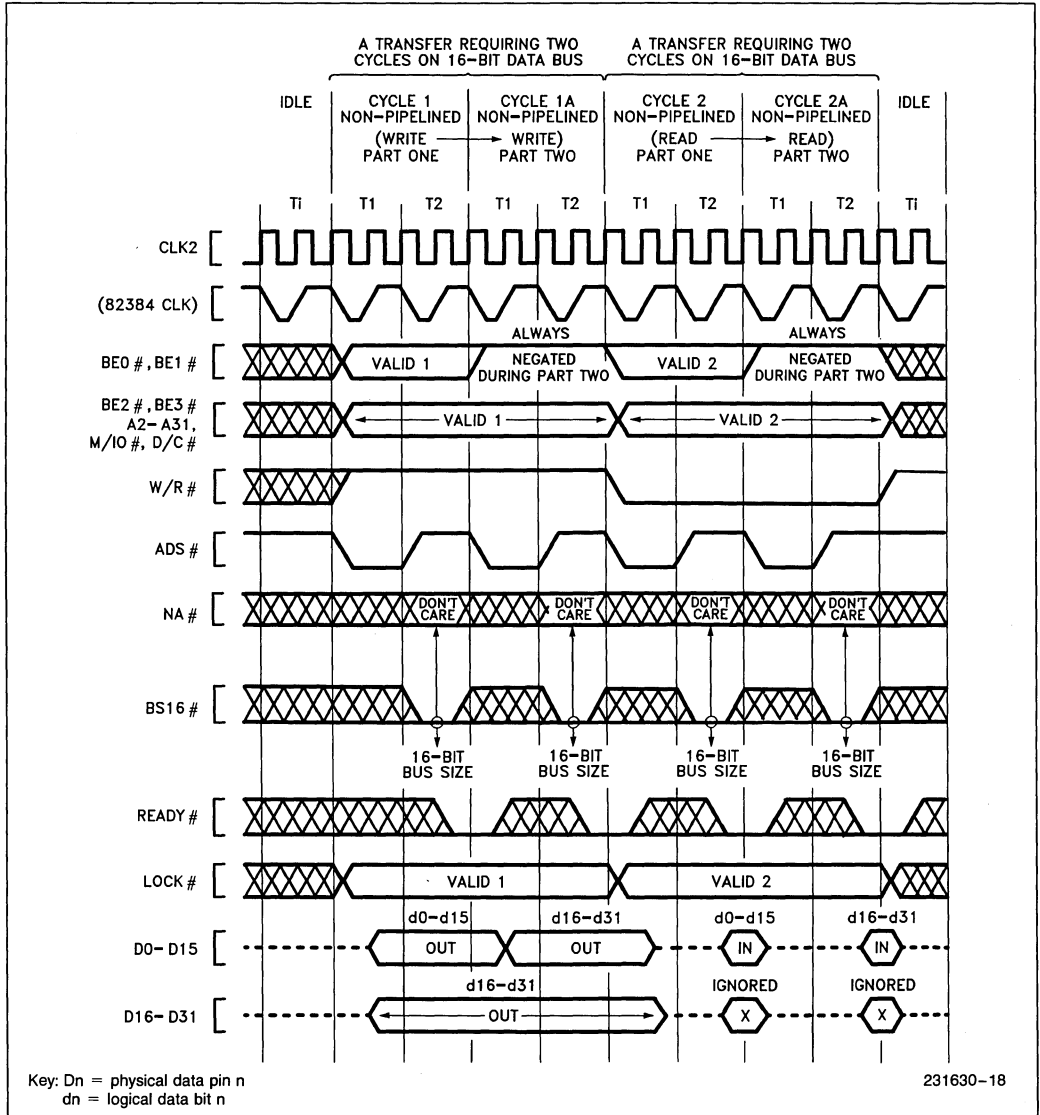 A TRANSFER REQUIRING TWO CYCLES ON 16-BIT DATA BUS
A TRANSFER REQUIRING TWO CYCLES ON 16-BIT DATA BUS
IDLE
CYCLE 1 NON-PIPELINED (WRITE PART ONE
CYCLE 1A NON-PIPELINED WRITE) PART TWO
CYCLE 2 NON-PIPELINED (READ PART ONE
CYCLE 2A NON-PIPELINED READ) PART TWO
IDLE
Ti T1 T2 T1 T2 T1 T2 T1 T2 Ti
CLK2
(82384 CLK)
BE0 #, BE1 # VALID 1 ALWAYS NEGATED DURING PART TWO VALID 2 ALWAYS NEGATED DURING PART TWO
BE2 #, BE3 #
A2-A31,
M/IO #, D/C #
VALID 1 VALID 2
W/R #
ADS #
NA # DON'T CARE DON'T CARE DON'T CARE DON'T CARE
BS16 #
16-BIT BUS SIZE 16-BIT BUS SIZE 16-BIT BUS SIZE 16-BIT BUS SIZE
READY #
LOCK # VALID 1 VALID 2
d0-d15 d16-d31 d0-d15 d16-d31
D0-D15 OUT OUT IN IN
d16-d31 IGNORED IGNORED
D16-D31 OUT X X
Key: Dn = physical data pin n
dn = logical data bit n
231630-18